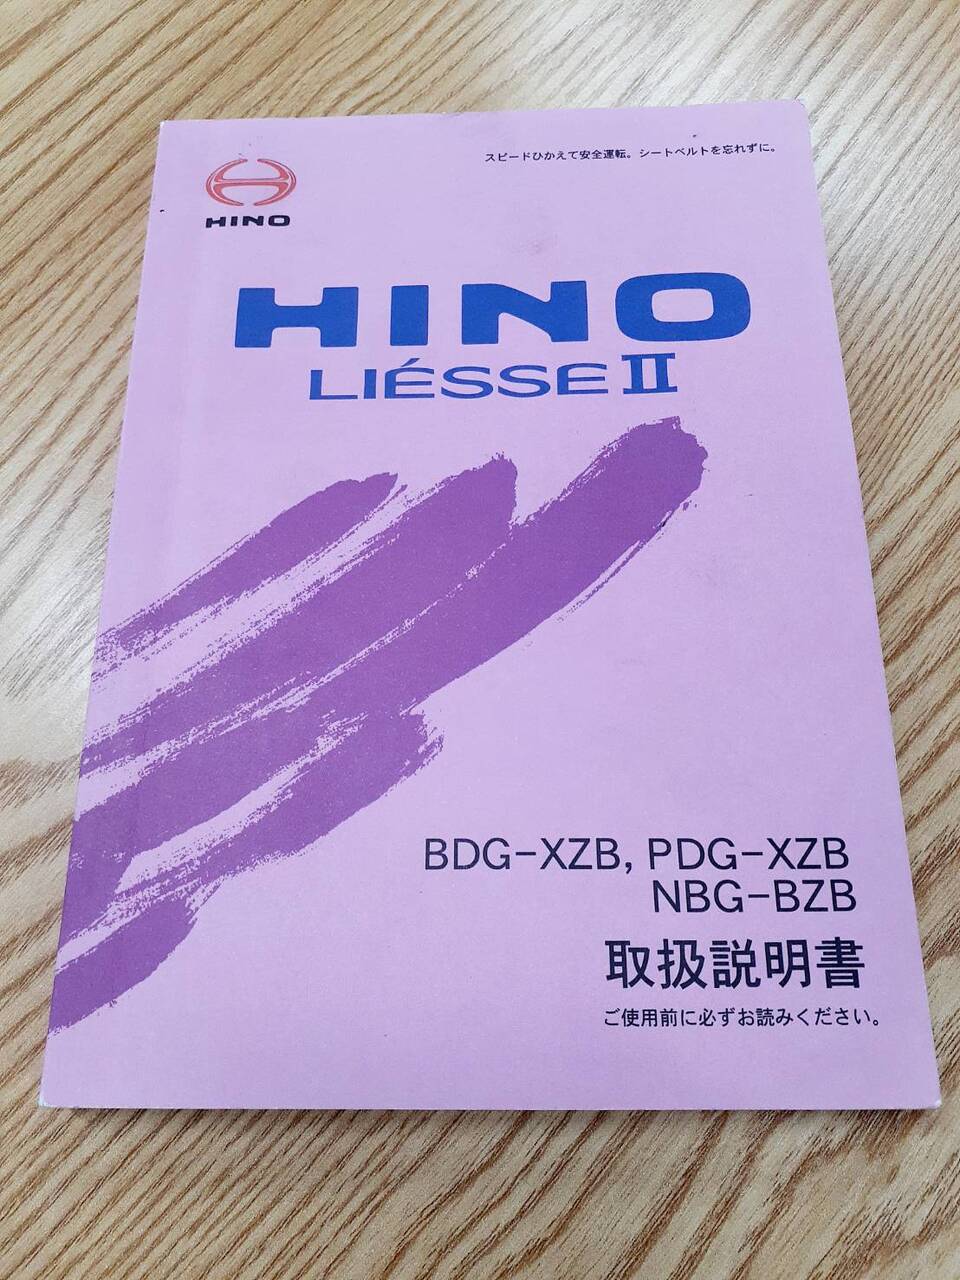 スピードひかえて安全運転。シートベルトを忘れずに。
HINO
HINO
LIÉSSE II
BDG-XZB, PDG-XZB
NBG-BZB
取扱説明書
ご使用前に必ずお読みください。